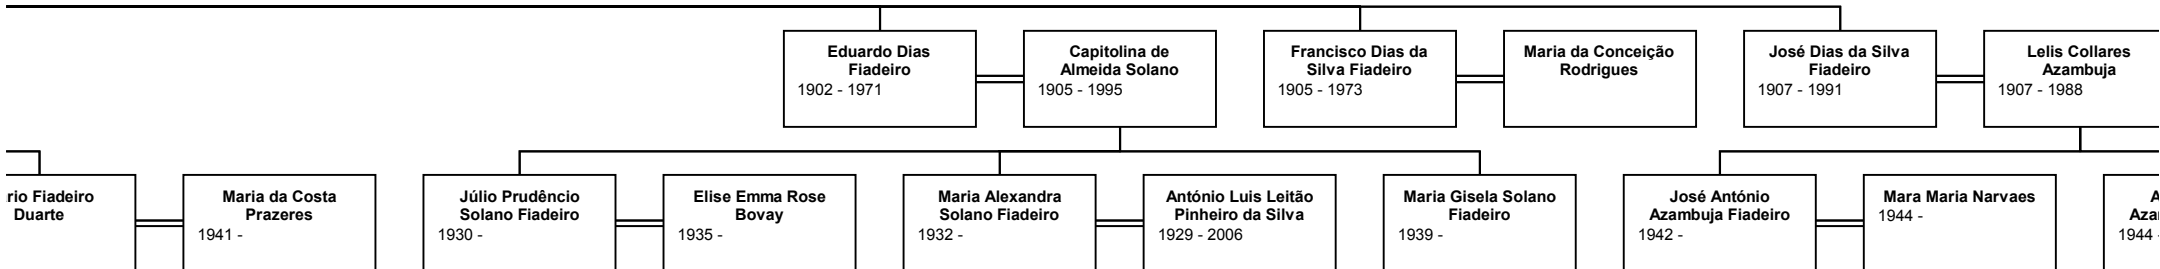 Eduardo Dias
Fiadeiro
1902 - 1971
Capitolina de
Almeida Solano
1905 - 1995
Francisco Dias da
Silva Fiadeiro
1905 - 1973
Maria da Conceição
Rodrigues
José Dias da Silva
Fiadeiro
1907 - 1991
Lelis Collares
Azambuja
1907 - 1988
Fiadeiro
Duarte
Maria da Costa
Prazeres
1941 -
Júlio Prudêncio
Solano Fiadeiro
1930 -
Elise Emma Rose
Bovay
1935 -
Maria Alexandra
Solano Fiadeiro
1932 -
António Luis Leitão
Pinheiro da Silva
1929 - 2006
Maria Gisela Solano
Fiadeiro
1939 -
José António
Azambuja Fiadeiro
1942 -
Mara Maria Narvaes
1944 -
1944 -